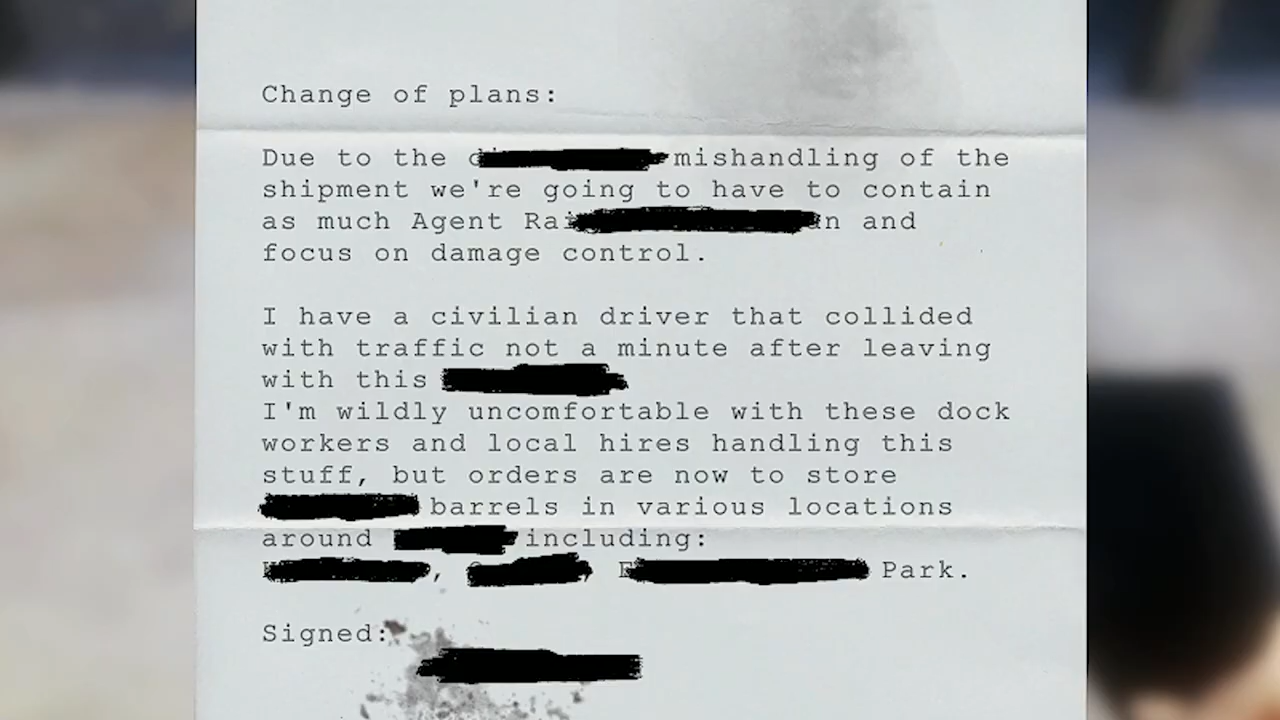 Change of plans:
Due to the mishandling of the
shipment we're going to have to contain
as much Agent and
focus on damage control.
I have a civilian driver that collided
with traffic not a minute after leaving
with this
I'm wildly uncomfortable with these dock
workers and local hires handling this
stuff, but orders are now to store
barrels in various locations
around including:
Park.
Signed: